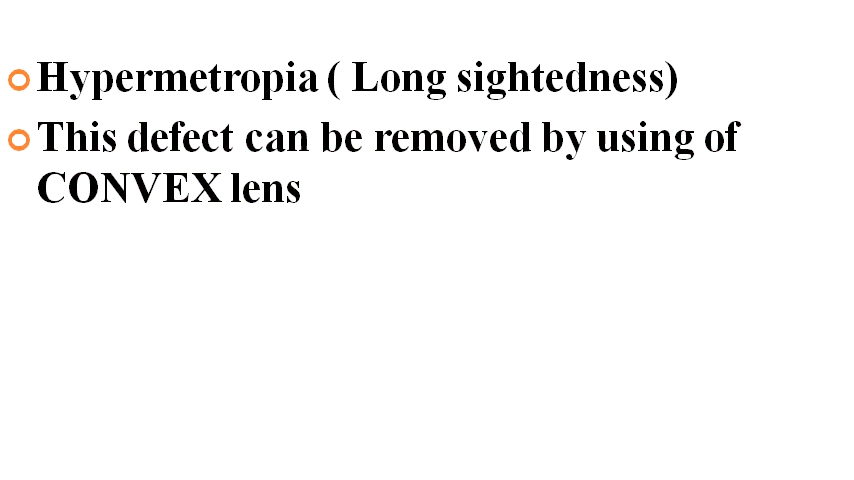 Hypermetropia ( Long sightedness)
This defect can be removed by using of
CONVEX lens